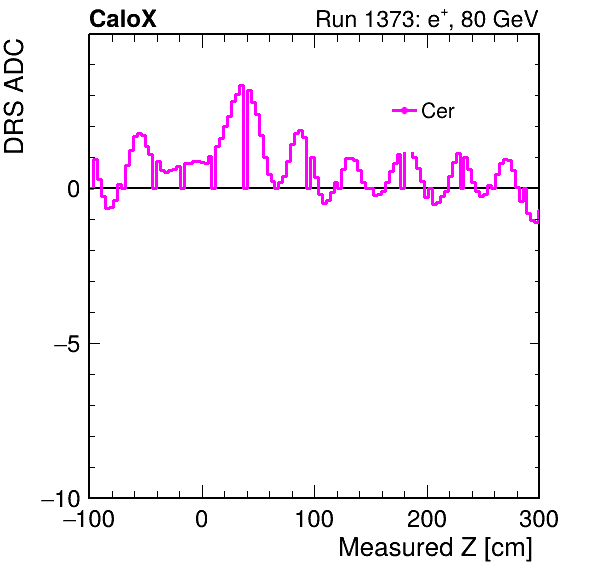 CaloX Run 1373: e⁺, 80 GeV
DRS ADC
Cer
0
−5
−10
−100 0 100 200 300
Measured Z [cm]